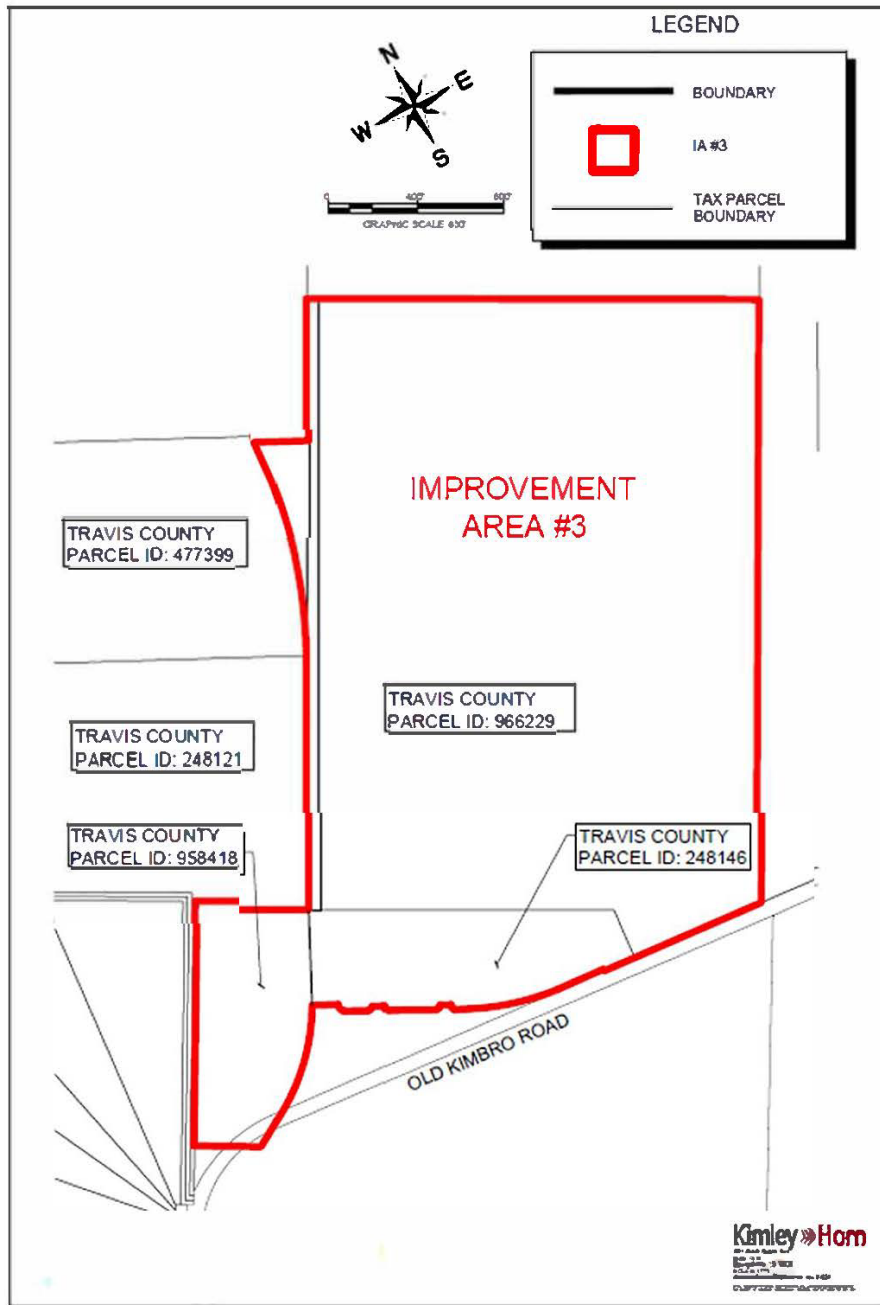 LEGEND
N
E
W
S
BOUNDARY
IA #3
TAX PARCEL
BOUNDARY
0
GRAPHIC SCALE
IMPROVEMENT
AREA #3
TRAVIS COUNTY
PARCEL ID: 477399
TRAVIS COUNTY
PARCEL ID: 966229
TRAVIS COUNTY
PARCEL ID: 248121
TRAVIS COUNTY
PARCEL ID: 958418
TRAVIS COUNTY
PARCEL ID: 248146
OLD KIMBRO ROAD
Kimley»Horn